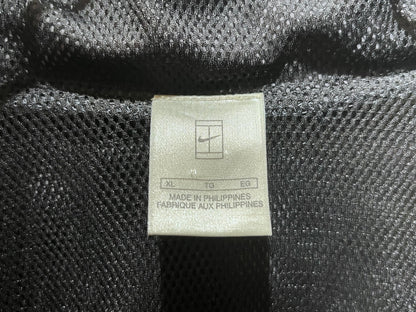 XL TG EG
MADE IN PHILIPPINES
FABRIQUE AUX PHILIPPINES